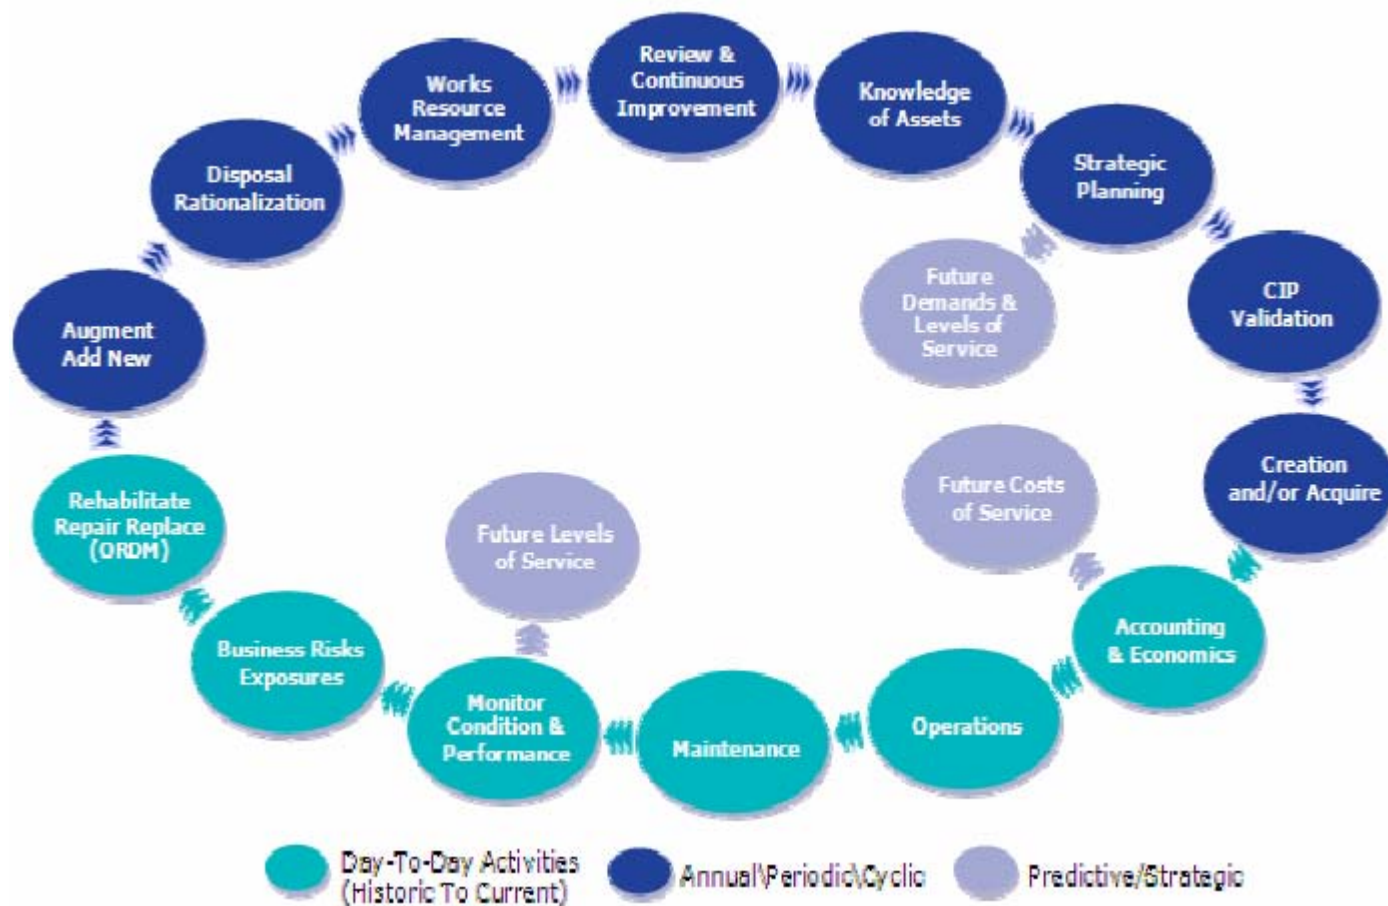 Review &
Continuous
Improvement
Knowledge
of Assets
Works
Resource
Management
Strategic
Planning
Disposal
Rationalization
Future
Demands &
Levels of
Service
CIP
Validation
Augment
Add New
Creation
and/or Acquire
Future Costs
of Service
Rehabilitate
Repair Replace
(ORDM)
Future Levels
of Service
Accounting
& Economics
Business Risks
Exposures
Monitor
Condition &
Performance
Maintenance
Operations
Day-To-Day Activities
(Historic To Current)
Annual\Periodic\Cyclic
Predictive/Strategic